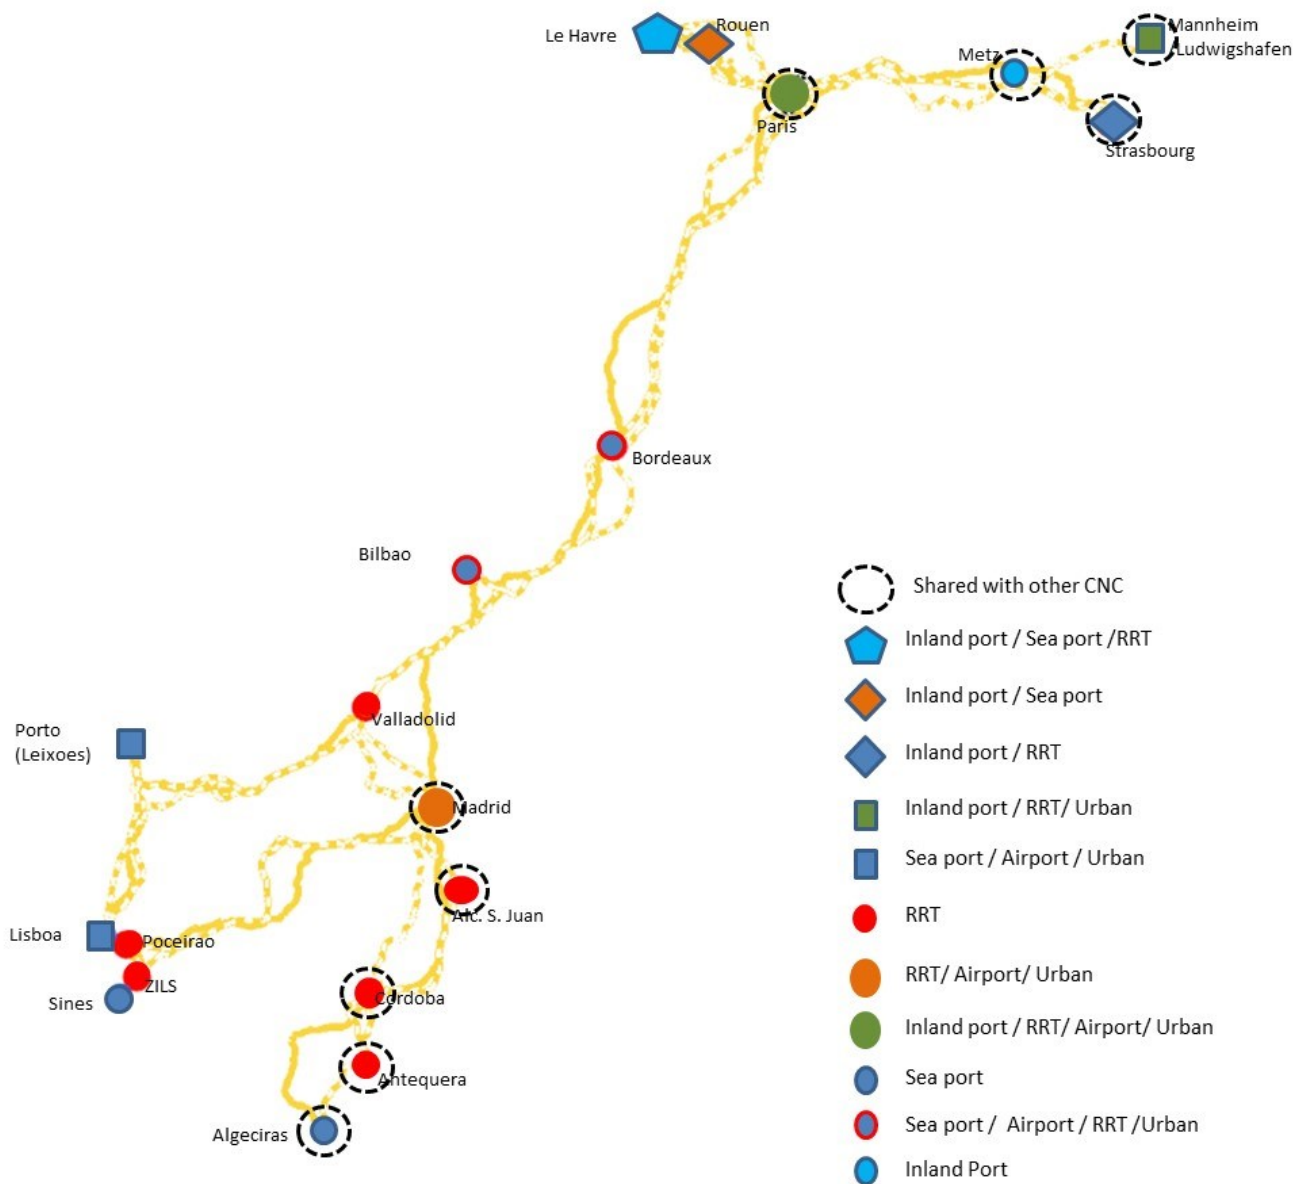 Le Havre
Rouen
Mannheim
Ludwigshafen
Metz
Paris
Strasbourg
Bordeaux
Bilbao
Shared with other CNC
Inland port / Sea port /RRT
Inland port / Sea port
Inland port / RRT
Inland port / RRT/ Urban
Sea port / Airport / Urban
RRT
RRT/ Airport/ Urban
Inland port / RRT/ Airport/ Urban
Sea port
Sea port / Airport / RRT /Urban
Inland Port
Valladolid
Porto
(Leixoes)
Madrid
Alc. S. Juan
Lisboa
Poceirao
ZILS
Sines
Cordoba
Antequera
Algeciras